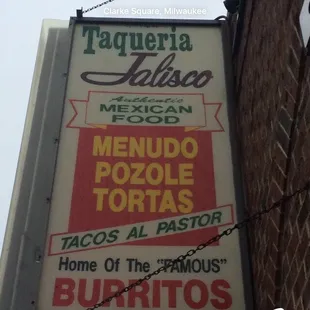 Clarke Square, Milwaukee
Taqueria
Jalisco
Authentic
MEXICAN
FOOD
MENUDO
POZOLE
TORTAS
TACOS AL PASTOR
Home Of The "FAMOUS"
BURRITOS